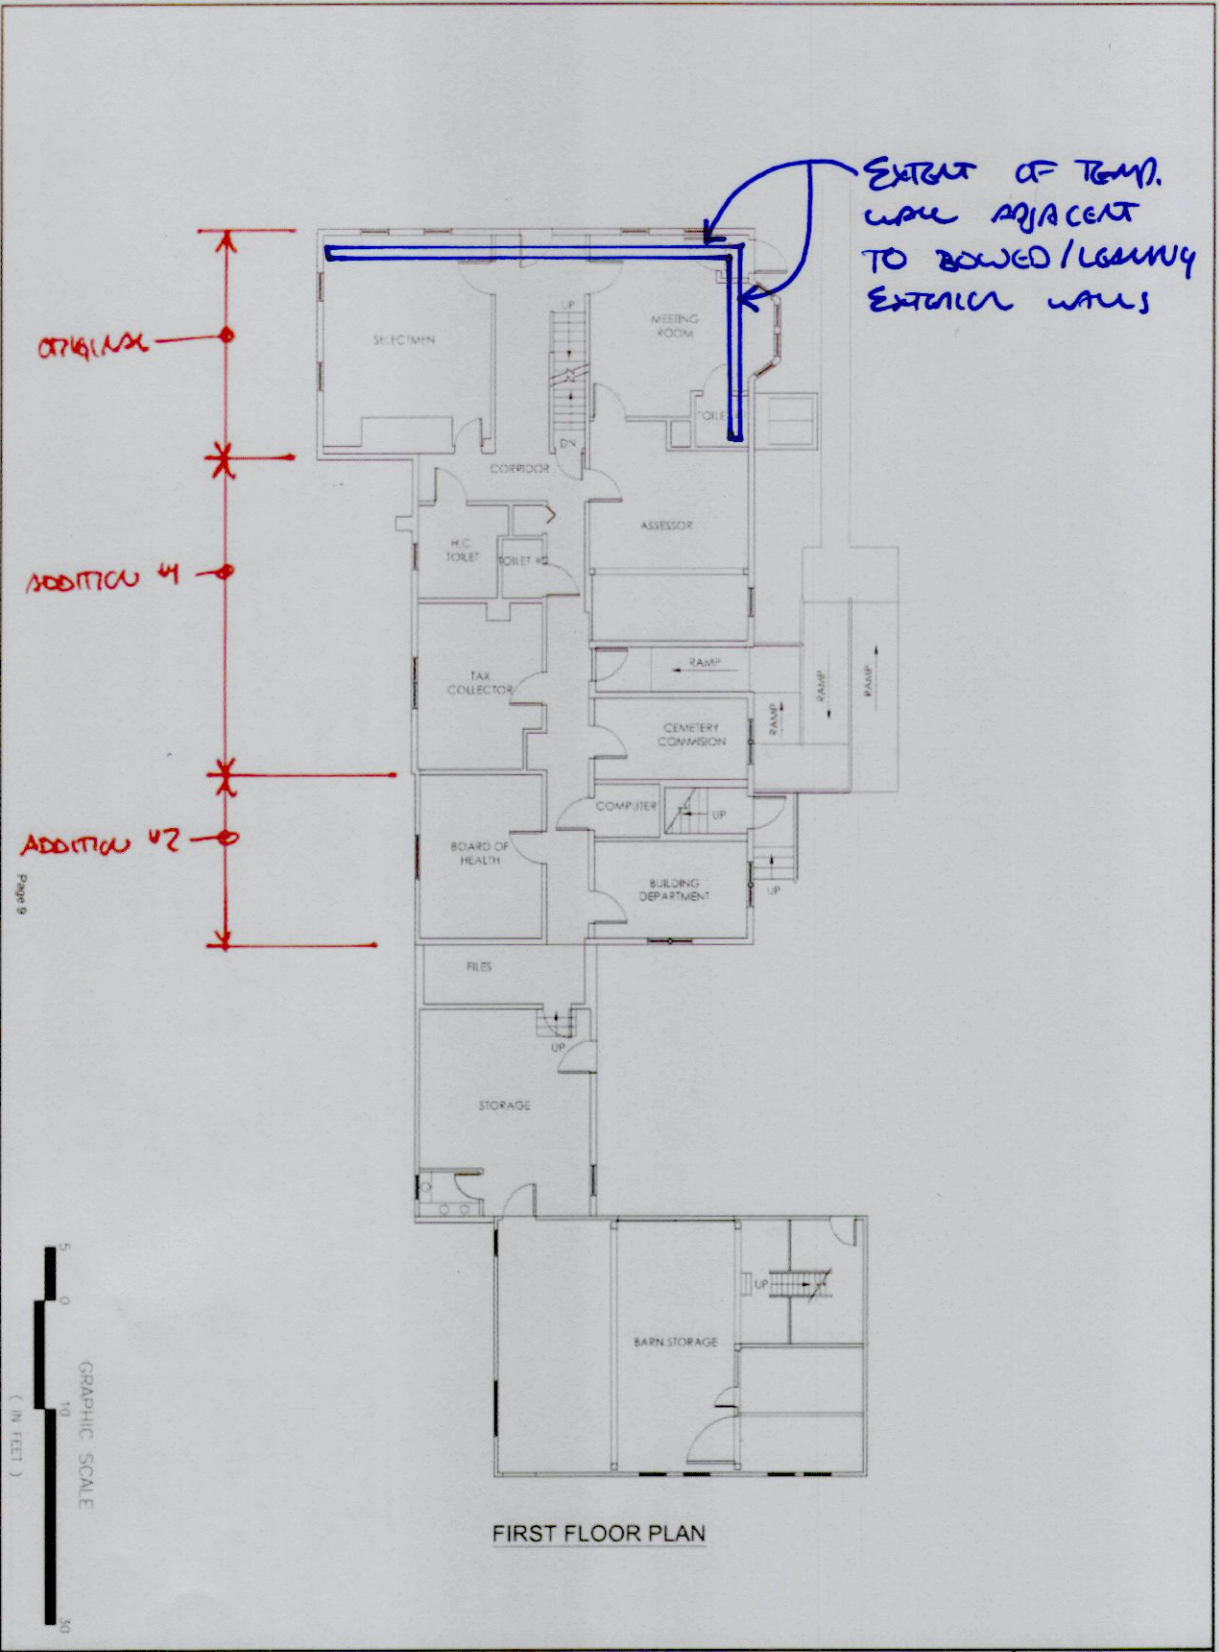 EXTENT OF TEMP.
WALL ADJACENT
TO BOWED/LEANING
EXTERIOR WALLS
ORIGINAL
ADDITION #1
ADDITION #2
UP
SELECTMEN
MEETING
ROOM
TOILET
DN
CORRIDOR
ASSESSOR
H.C
TOILET
TOILET #2
RAMP
RAMP
RAMP
RAMP
TAX
COLLECTOR
CEMETERY
COMMISION
COMPUTER
UP
BOARD OF
HEALTH
BUILDING
DEPARTMENT
UP
FILES
UP
STORAGE
UP
BARN STORAGE
FIRST FLOOR PLAN
Page 9
5
0
10
30
GRAPHIC SCALE
( IN FEET )